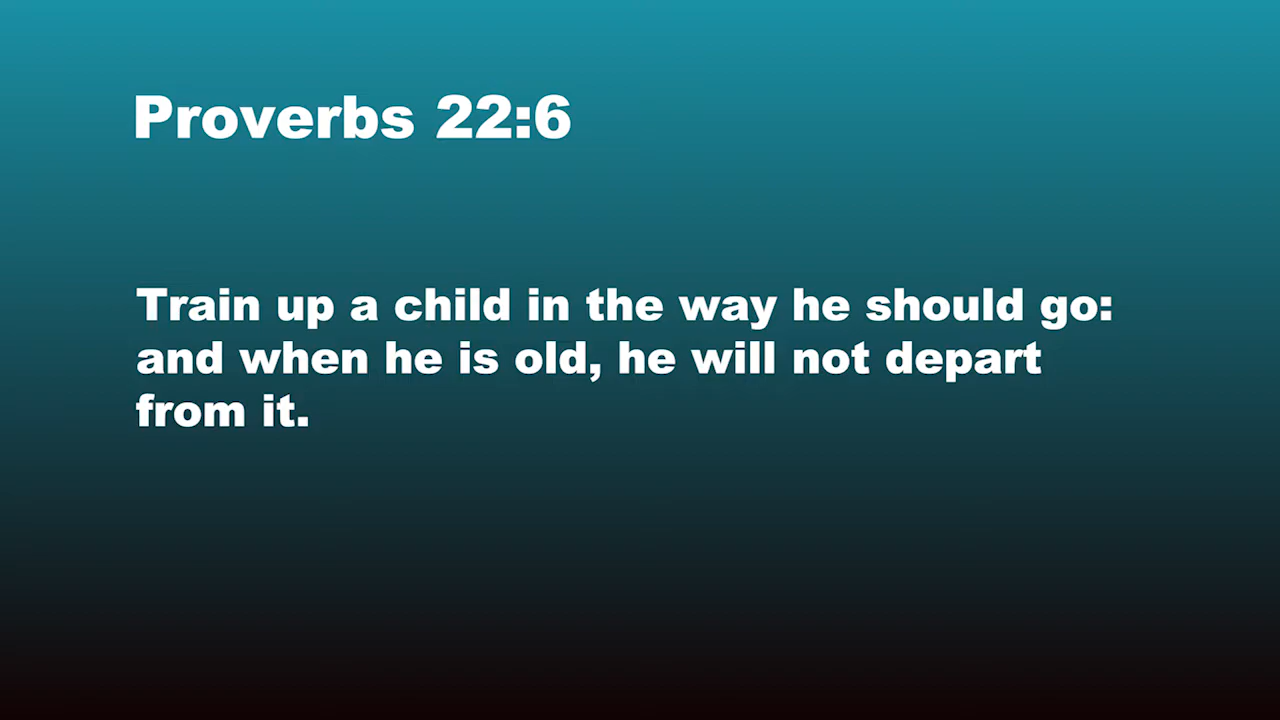 Proverbs 22:6
Train up a child in the way he should go:
and when he is old, he will not depart
from it.